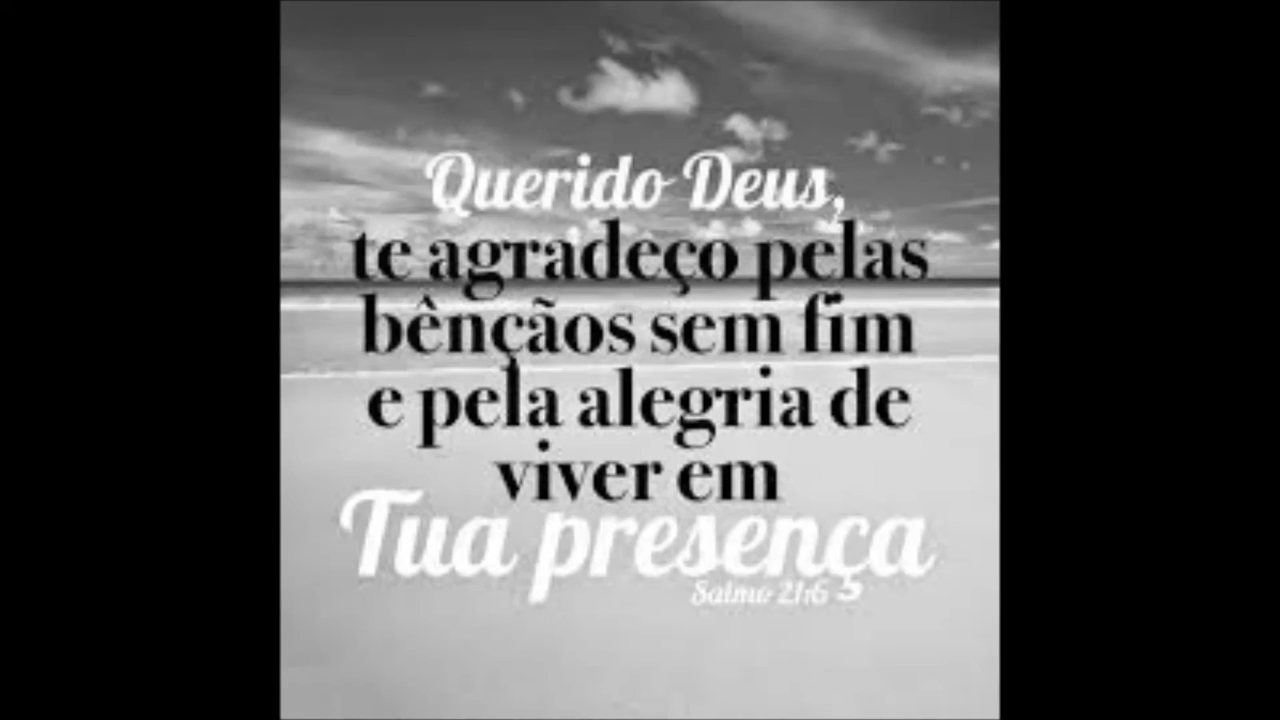 Querido Deus,
te agradeço pelas
bênçãos sem fim
e pela alegria de
viver em
Tua presença
Salmo 21:6